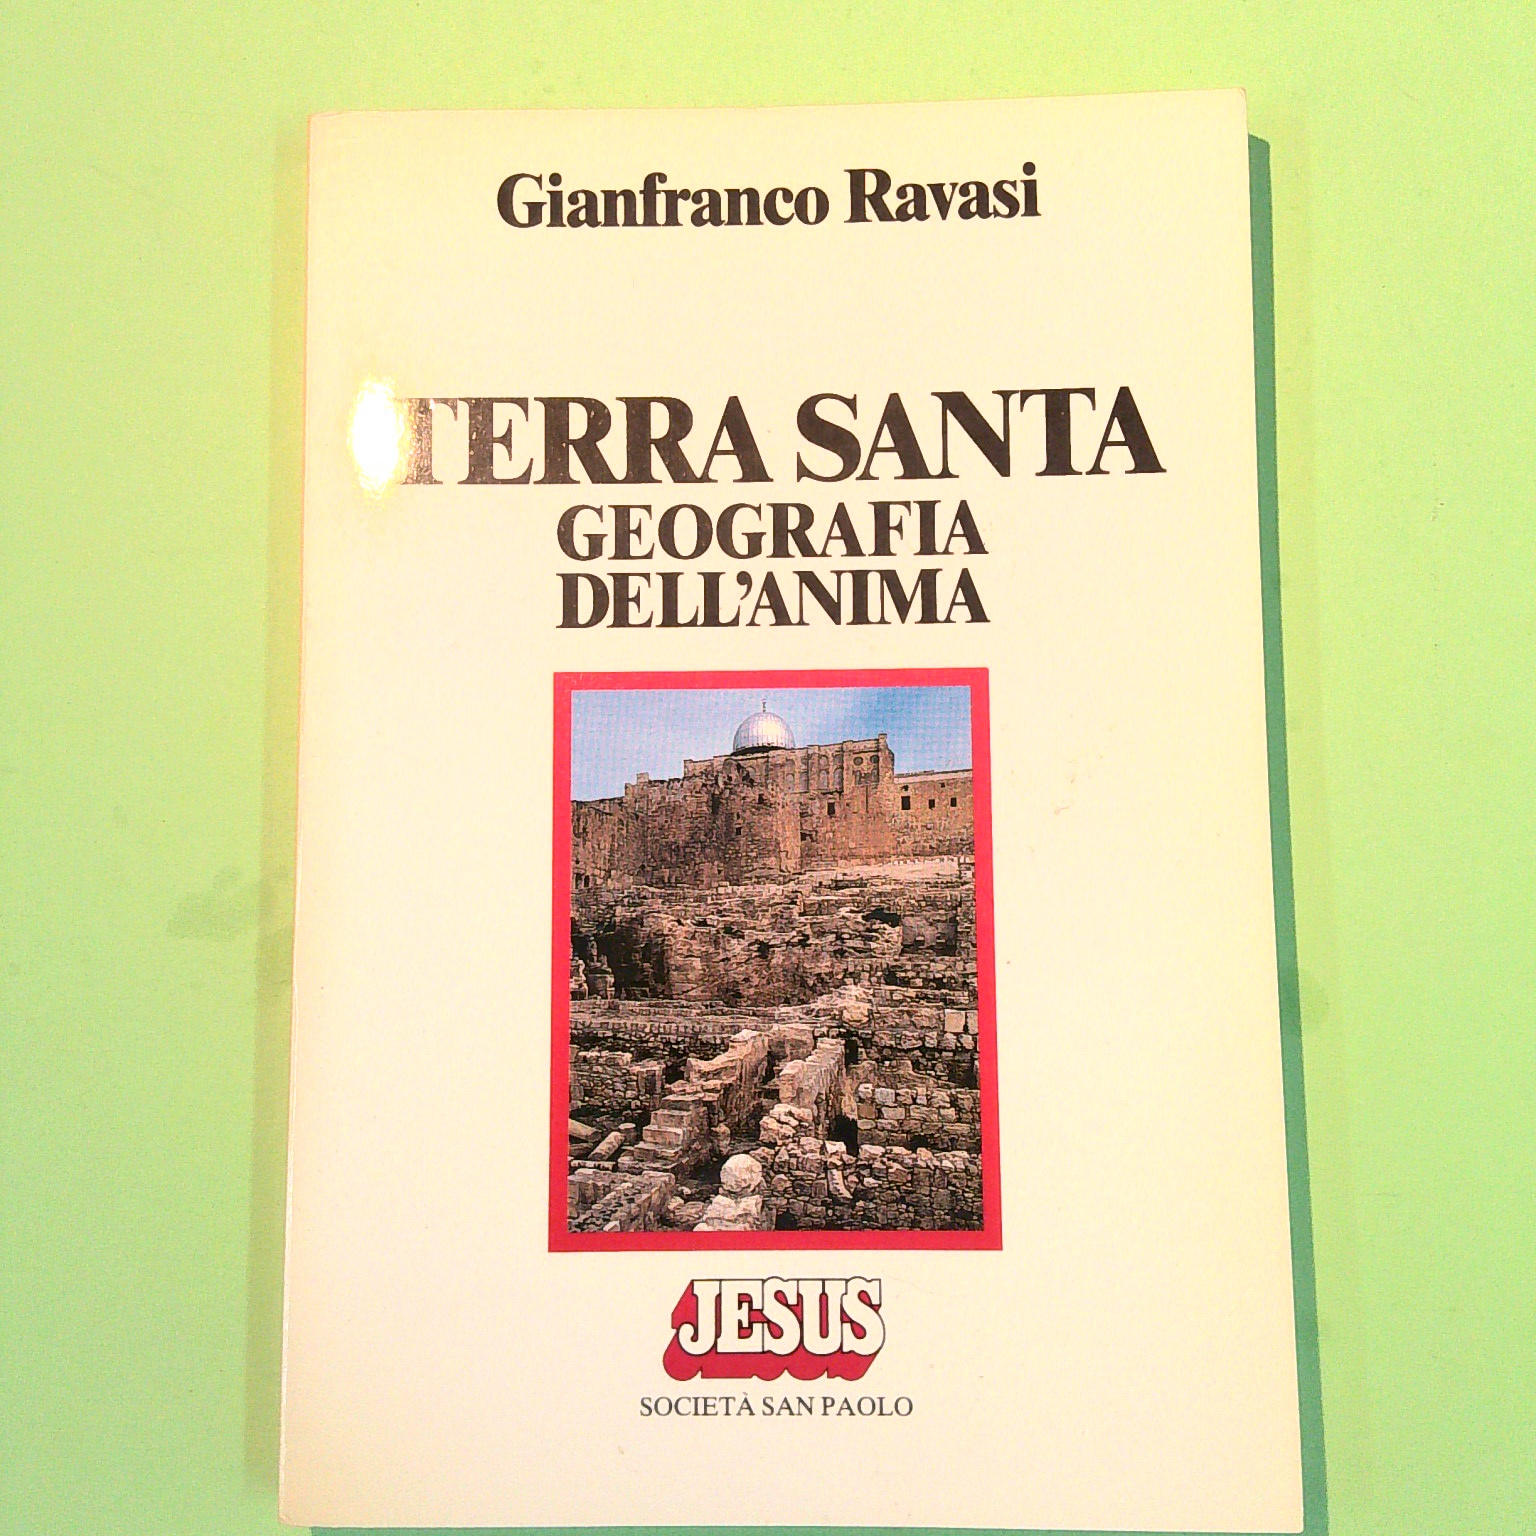 Gianfranco Ravasi
TERRA SANTA
GEOGRAFIA
DELL'ANIMA
JESUS
SOCIETÀ SAN PAOLO